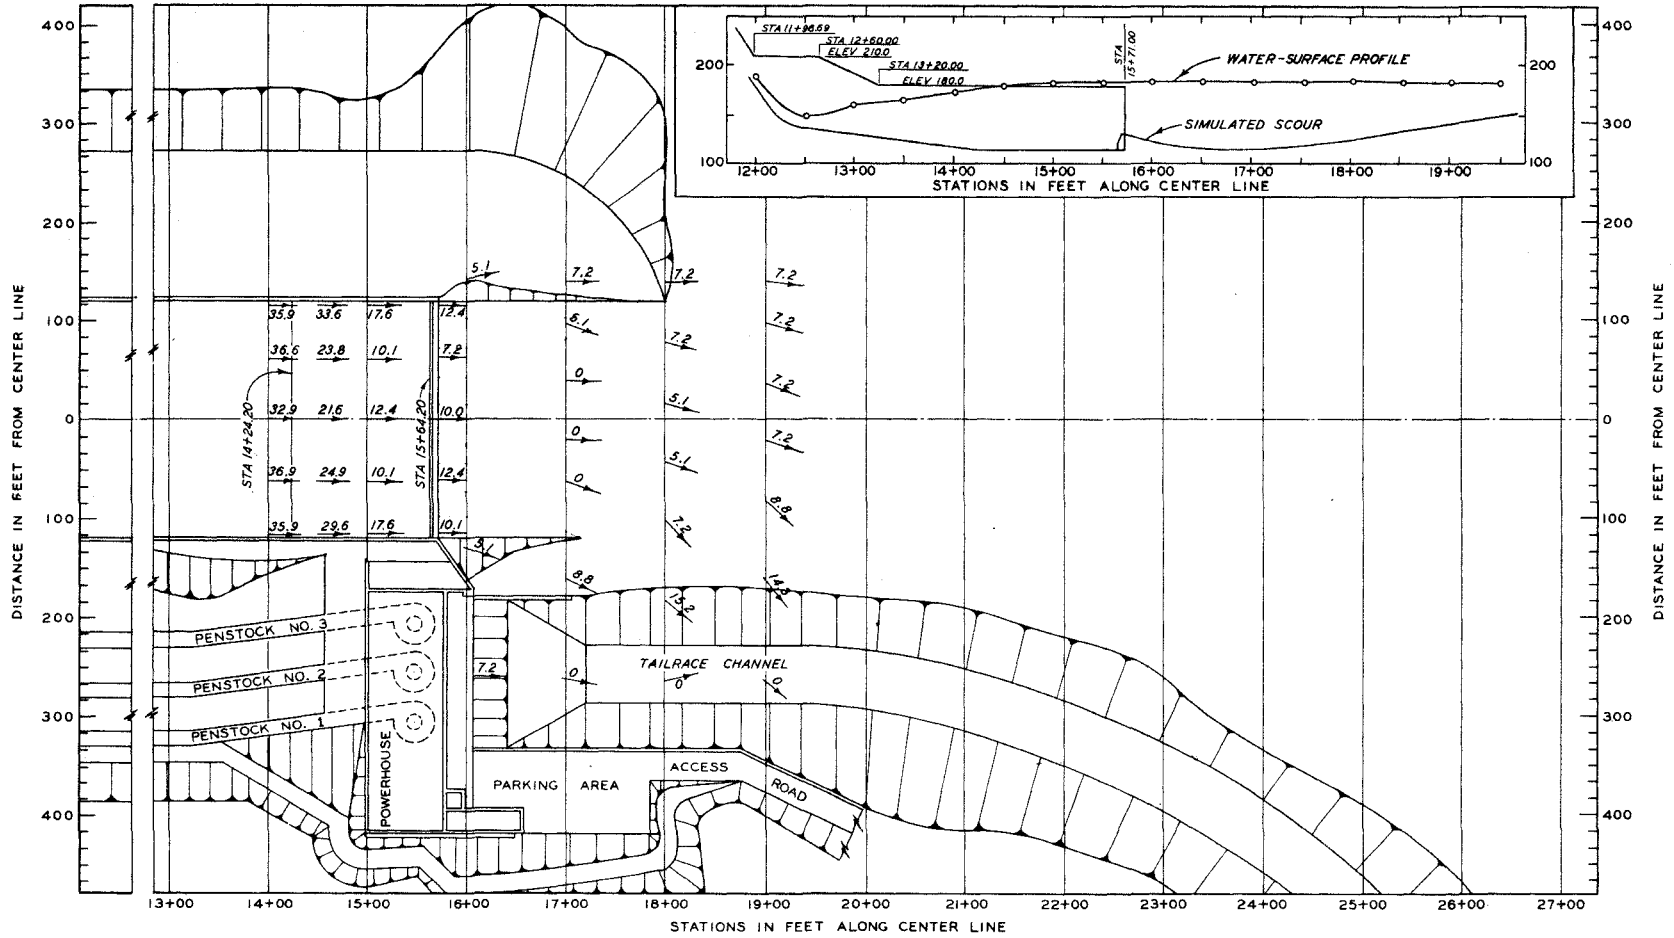 400
300
200
100
0
100
200
300
400
DISTANCE IN FEET FROM CENTER LINE
STA 11+96.69
STA 12+60.00
ELEV 210.0
STA 13+20.00
ELEV 180.0
STA
15+71.00
WATER-SURFACE PROFILE
SIMULATED SCOUR
200
100
200
100
12+00 13+00 14+00 15+00 16+00 17+00 18+00 19+00
STATIONS IN FEET ALONG CENTER LINE
5.1 7.2 7.2 7.2
35.9 33.6 17.6 12.4 6.1 7.2 7.2
36.6 23.8 10.1 7.2 0 7.2
STA 14+24.20
STA 15+64.20
32.9 21.6 12.4 10.0 0 5.1 7.2
36.9 24.9 10.1 12.4 0 5.1 8.8
35.9 29.6 17.6 10.1 5.1 7.2
8.8 15.2
PENSTOCK NO. 3
PENSTOCK NO. 2
PENSTOCK NO. 1
7.2 0 0 0
TAILRACE CHANNEL
POWERHOUSE
PARKING AREA
ACCESS
ROAD
400
300
200
100
0
100
200
300
400
DISTANCE IN FEET FROM CENTER LINE
13+00 14+00 15+00 16+00 17+00 18+00 19+00 20+00 21+00 22+00 23+00 24+00 25+00 26+00 27+00
STATIONS IN FEET ALONG CENTER LINE